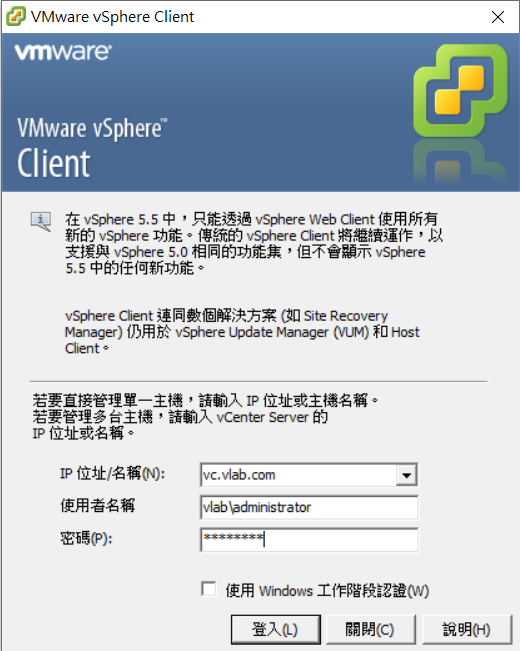 VMware vSphere Client
vmware
VMware vSphere™
Client
在 vSphere 5.5 中，只能透過 vSphere Web Client 使用所有
新的 vSphere 功能。傳統的 vSphere Client 將繼續運作，以
支援與 vSphere 5.0 相同的功能集，但不會顯示 vSphere
5.5 中的任何新功能。
vSphere Client 連同數個解決方案 (如 Site Recovery
Manager) 仍用於 vSphere Update Manager (VUM) 和 Host
Client。
若要直接管理單一主機，請輸入 IP 位址或主機名稱。
若要管理多台主機，請輸入 vCenter Server 的
IP 位址或名稱。
IP 位址/名稱(N): vc.vlab.com
使用者名稱 vlab\administrator
密碼(P): ********
使用 Windows 工作階段認證(W)
登入(L) 關閉(C) 說明(H)